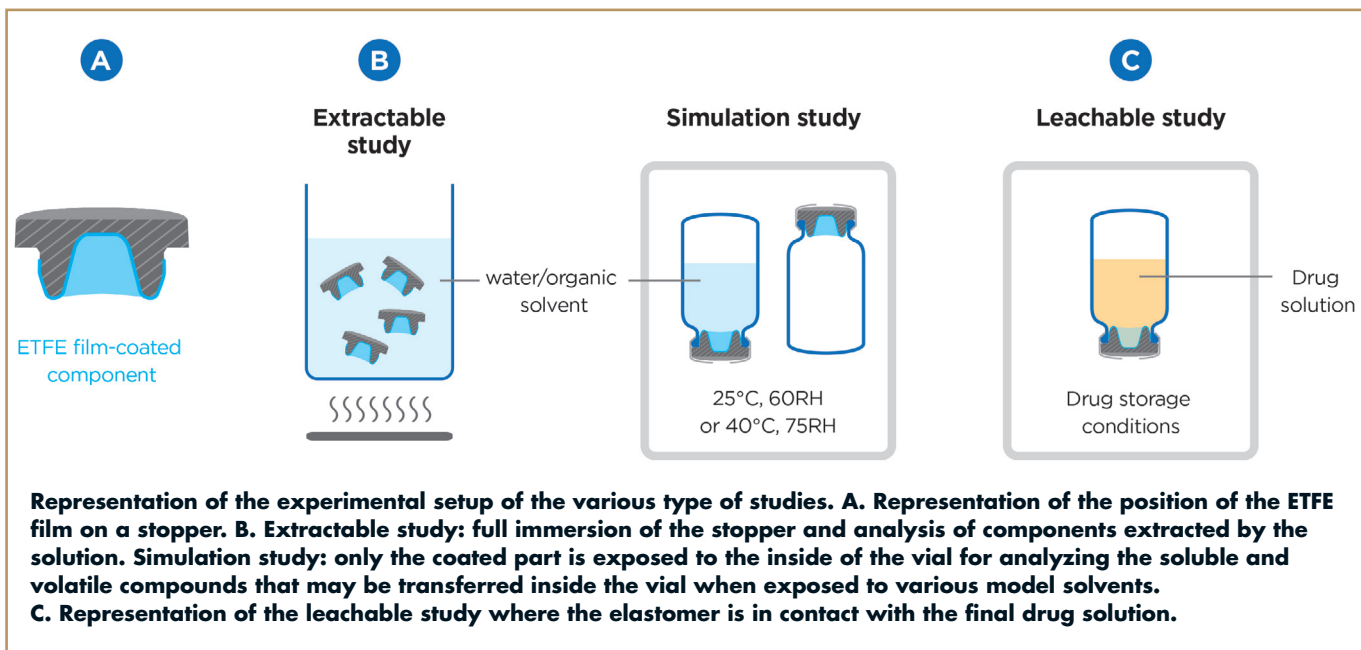 A
B
C
Extractable
study
Simulation study
Leachable study
ETFE film-coated
component
water/organic
solvent
25°C, 60RH
or 40°C, 75RH
Drug
solution
Drug storage
conditions
Representation of the experimental setup of the various type of studies. A. Representation of the position of the ETFE
film on a stopper. B. Extractable study: full immersion of the stopper and analysis of components extracted by the
solution. Simulation study: only the coated part is exposed to the inside of the vial for analyzing the soluble and
volatile compounds that may be transferred inside the vial when exposed to various model solvents.
C. Representation of the leachable study where the elastomer is in contact with the final drug solution.